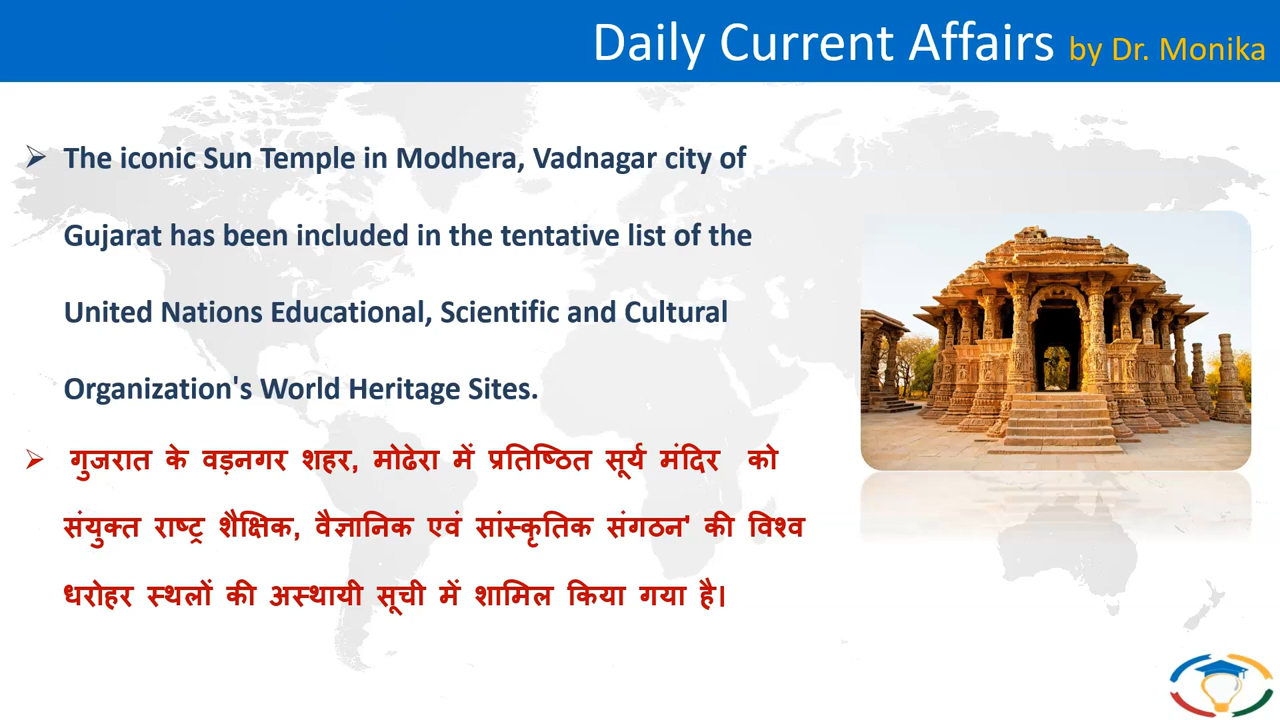 Daily Current Affairs by Dr. Monika
The iconic Sun Temple in Modhera, Vadnagar city of
Gujarat has been included in the tentative list of the
United Nations Educational, Scientific and Cultural
Organization's World Heritage Sites.
गुजरात के वड़नगर शहर, मोढेरा में प्रतिष्ठित सूर्य मंदिर को
संयुक्त राष्ट्र शैक्षिक, वैज्ञानिक एवं सांस्कृतिक संगठन' की विश्व
धरोहर स्थलों की अस्थायी सूची में शामिल किया गया है।